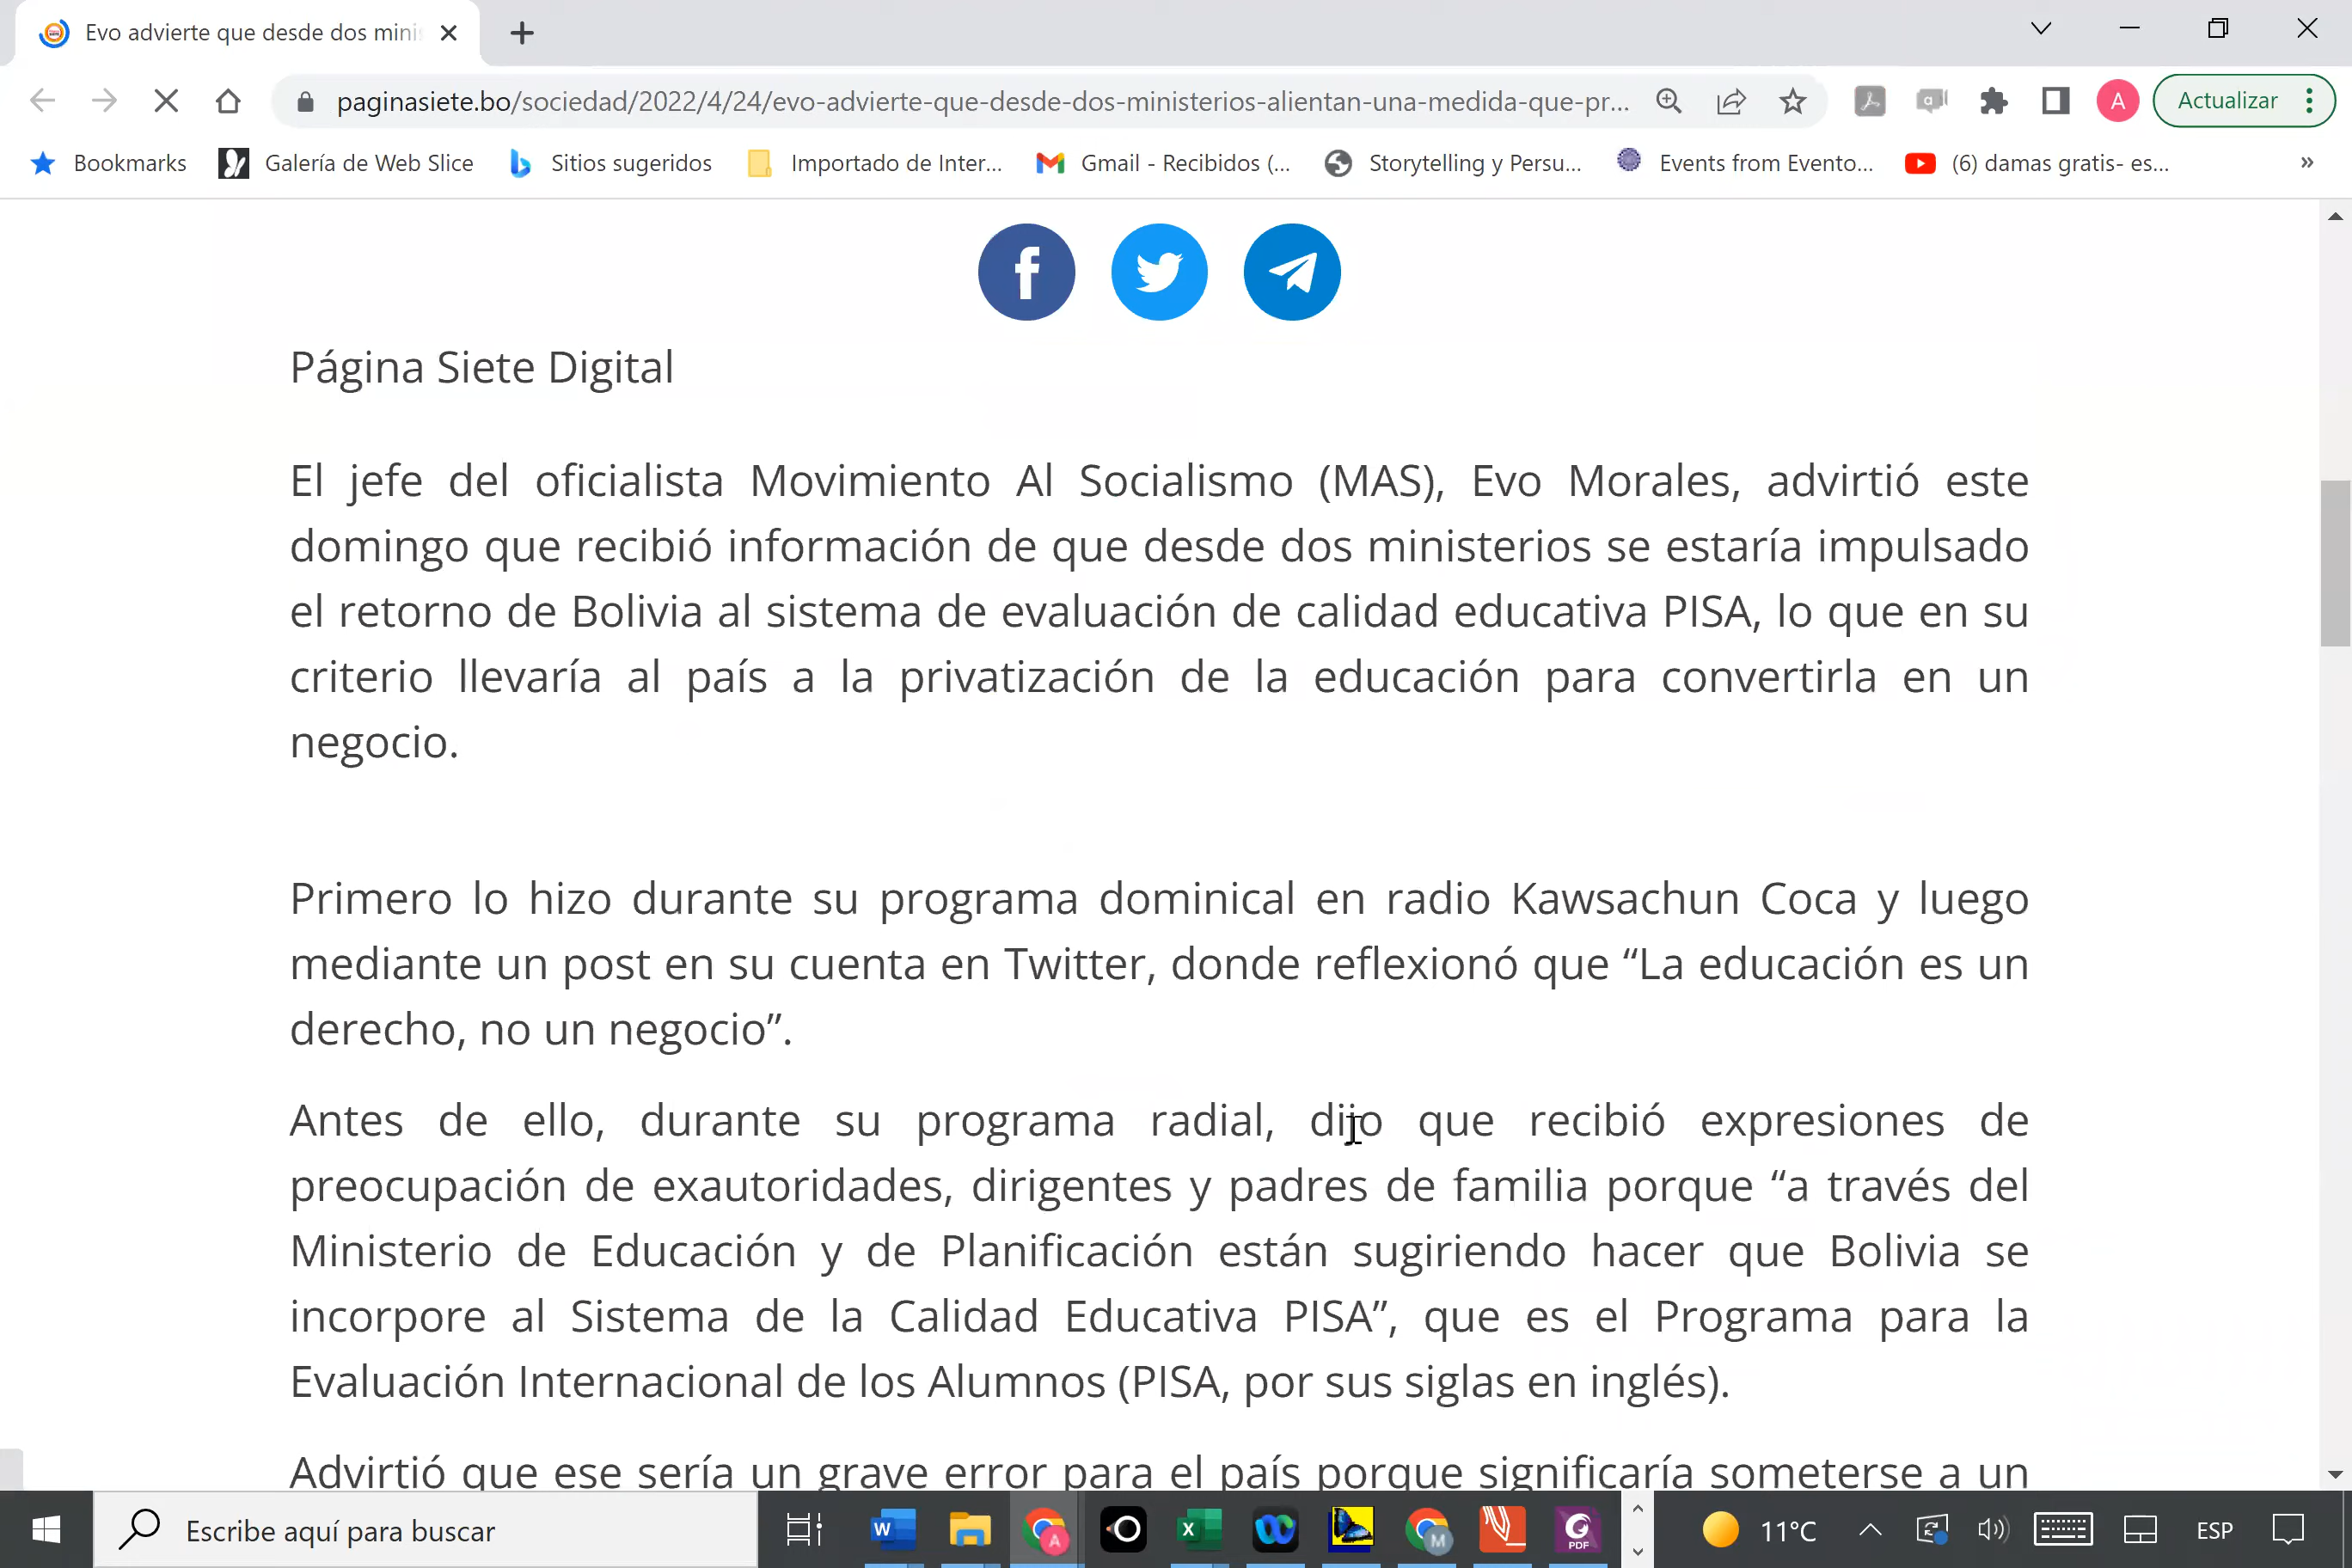 Evo advierte que desde dos minis
paginasiete.bo/sociedad/2022/4/24/evo-advierte-que-desde-dos-ministerios-alientan-una-medida-que-pr...
A
Actualizar
Bookmarks
Galería de Web Slice
Sitios sugeridos
Importado de Inter...
Gmail - Recibidos (...
Storytelling y Persu...
Events from Evento...
(6) damas gratis- es...
»
Página Siete Digital
El jefe del oficialista Movimiento Al Socialismo (MAS), Evo Morales, advirtió este
domingo que recibió información de que desde dos ministerios se estaría impulsado
el retorno de Bolivia al sistema de evaluación de calidad educativa PISA, lo que en su
criterio llevaría al país a la privatización de la educación para convertirla en un
negocio.
Primero lo hizo durante su programa dominical en radio Kawsachun Coca y luego
mediante un post en su cuenta en Twitter, donde reflexionó que “La educación es un
derecho, no un negocio”.
Antes de ello, durante su programa radial, dijo que recibió expresiones de
preocupación de exautoridades, dirigentes y padres de familia porque “a través del
Ministerio de Educación y de Planificación están sugiriendo hacer que Bolivia se
incorpore al Sistema de la Calidad Educativa PISA”, que es el Programa para la
Evaluación Internacional de los Alumnos (PISA, por sus siglas en inglés).
Advirtió que ese sería un grave error para el país porque significaría someterse a un
Escribe aquí para buscar
W
A
X
M
PDF
11°C
ESP